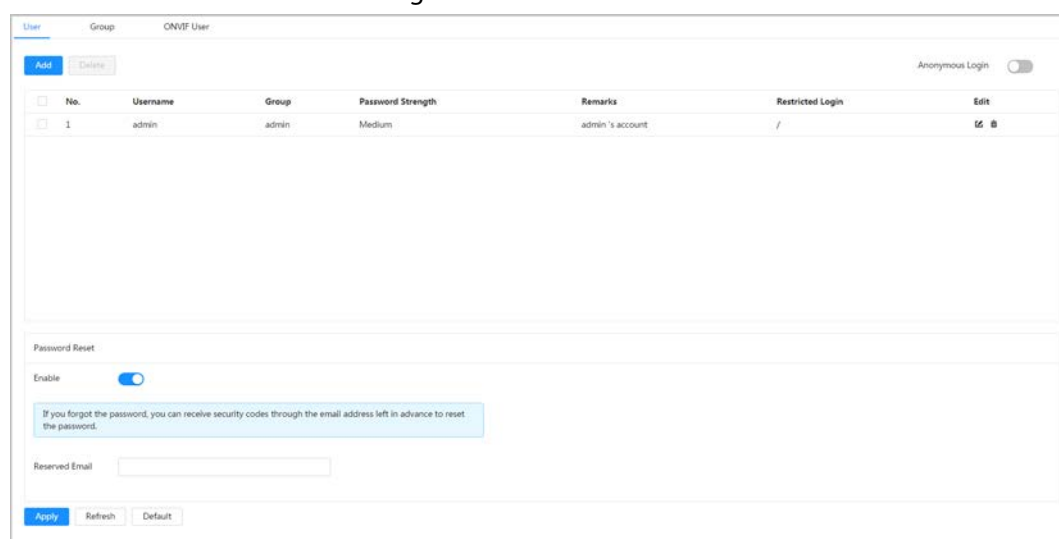 User Group ONVIF User
Add Delete Anonymous Login
No. Username Group Password Strength Remarks Restricted Login Edit
1 admin admin Medium admin 's account /
Password Reset
Enable
If you forgot the password, you can receive security codes through the email address left in advance to reset
the password.
Reserved Email
Apply Refresh Default